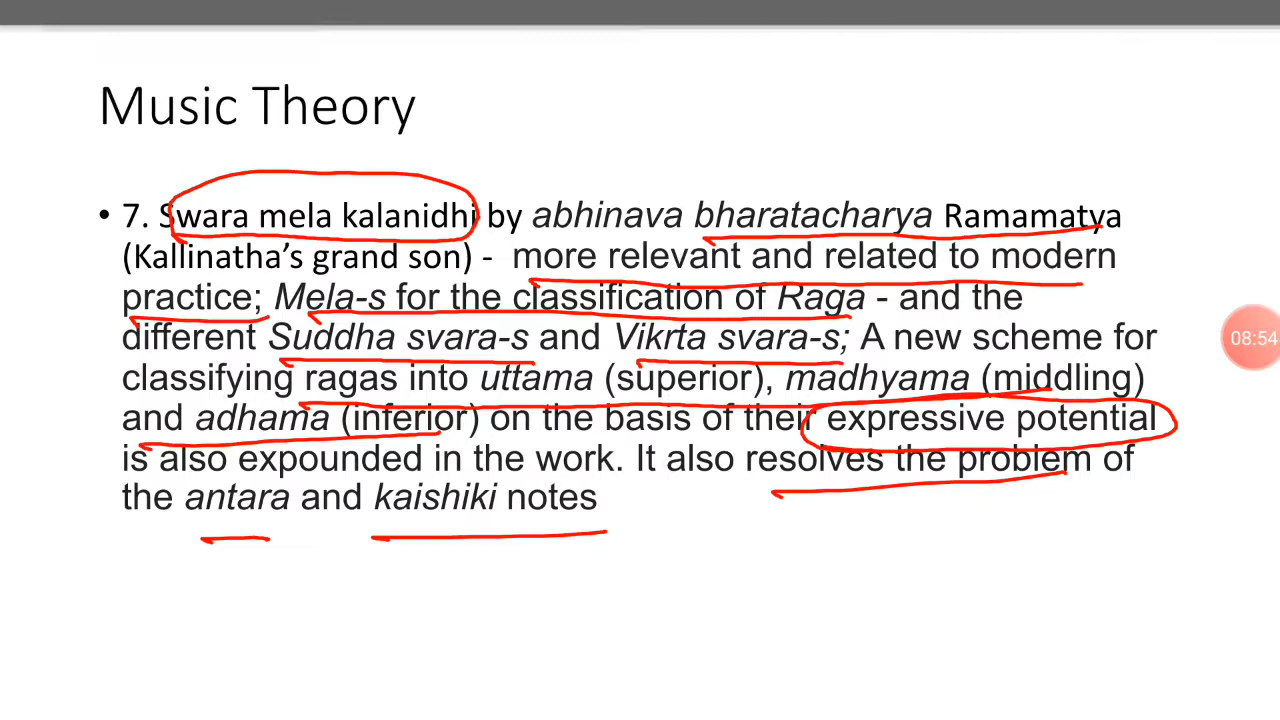 Music Theory
• 7. Swara mela kalanidhi by abhinava bharatacharya Ramamatya
(Kallinatha's grand son) - more relevant and related to modern
practice; Mela-s for the classification of Raga - and the
different Suddha svara-s and Vikrta svara-s; A new scheme for
classifying ragas into uttama (superior), madhyama (middling)
and adhama (inferior) on the basis of their expressive potential
is also expounded in the work. It also resolves the problem of
the antara and kaishiki notes
08:54